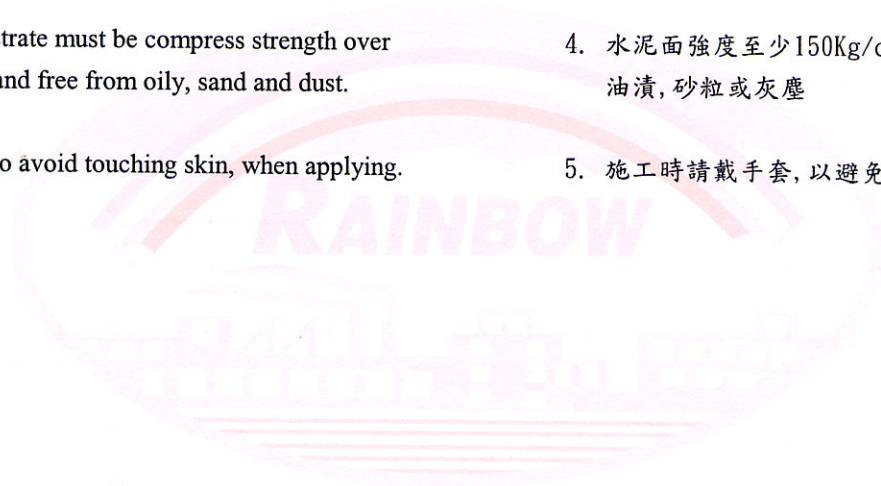 trate must be compress strength over
and free from oily, sand and dust.
o avoid touching skin, when applying.
4. 水泥面強度至少150Kg/c
油漬,砂粒或灰塵
5. 施工時請戴手套,以避免
RAINBOW